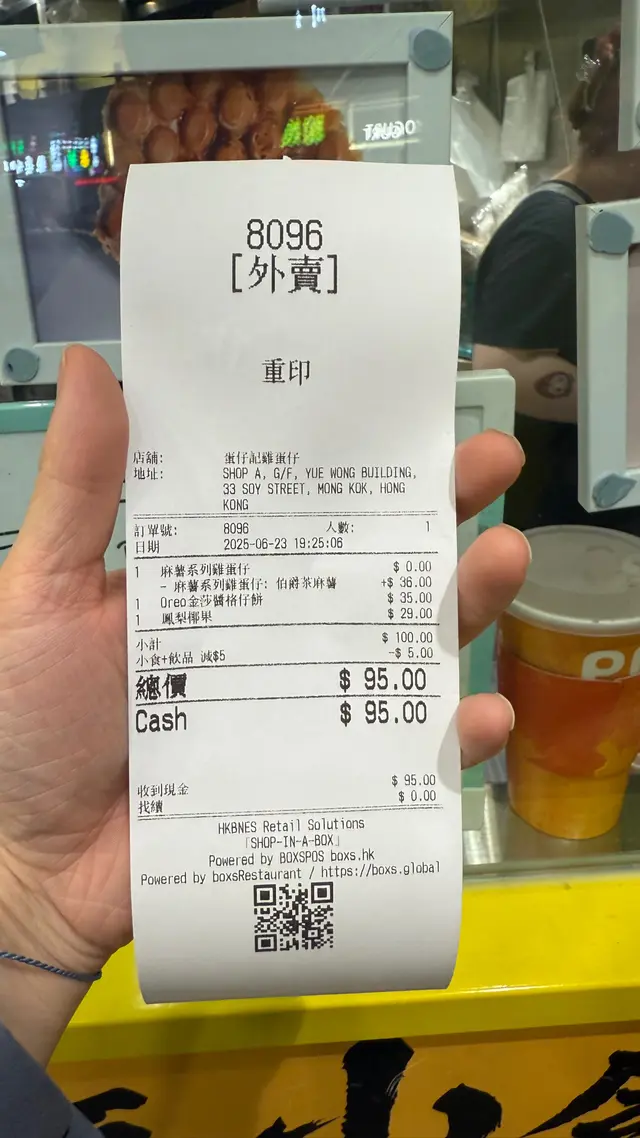 OGURT
8096
[外賣]
重印
店舖: 蛋仔記雞蛋仔
地址: SHOP A, G/F, YUE WONG BUILDING,
33 SOY STREET, MONG KOK, HONG
KONG
訂單號: 8096 人數: 1
日期 2025-06-23 19:25:06
1 麻薯系列雞蛋仔 $ 0.00
- 麻薯系列雞蛋仔: 伯爵茶麻薯 +$ 36.00
1 Oreo金莎醬格仔餅 $ 35.00
1 鳳梨椰果 $ 29.00
小計 $ 100.00
小食+飲品 減$5 -$ 5.00
總價 $ 95.00
Cash $ 95.00
收到現金 $ 95.00
找續 $ 0.00
HKBNES Retail Solutions
「SHOP-IN-A-BOX」
Powered by BOXSPOS boxs.hk
Powered by boxsRestaurant / https://boxs.global